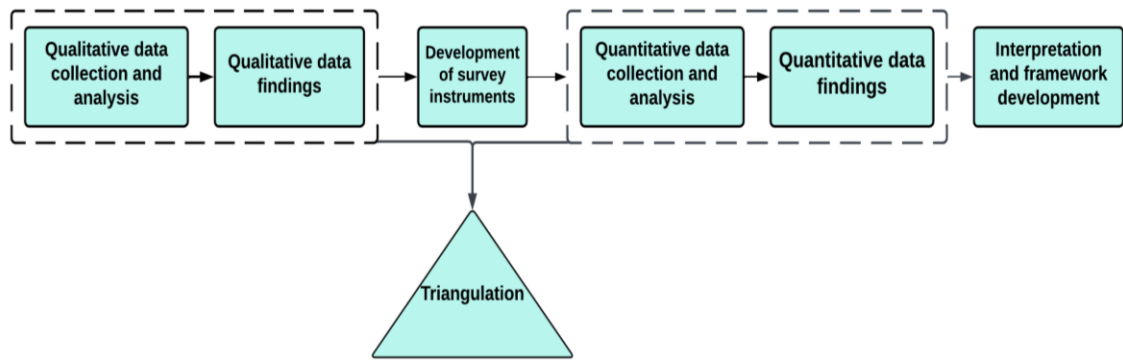 Qualitative data
collection and
analysis
Qualitative data
findings
Development
of survey
instruments
Quantitative data
collection and
analysis
Quantitative data
findings
Interpretation
and framework
development
Triangulation